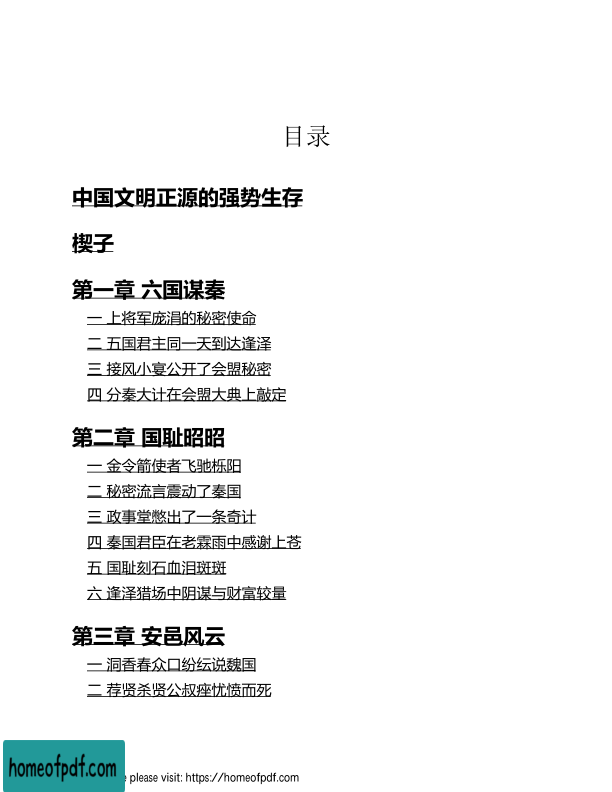 目录
中国文明正源的强势生存
楔子
第一章 六国谋秦
一 上将军庞涓的秘密使命
二 五国君主同一天到达逢泽
三 接风小宴公开了会盟秘密
四 分秦大计在会盟大典上敲定
第二章 国耻昭昭
一 金令箭使者飞驰栎阳
二 秘密流言震动了秦国
三 政事堂憋出了一条奇计
四 秦国君臣在老霖雨中感谢上苍
五 国耻刻石血泪斑斑
六 逢泽猎场中阴谋与财富较量
第三章 安邑风云
一 洞香春众口纷纭说魏国
二 荐贤杀贤公叔痤忧愤而死
homeofpdf.com
e please visit: https://homeofpdf.com